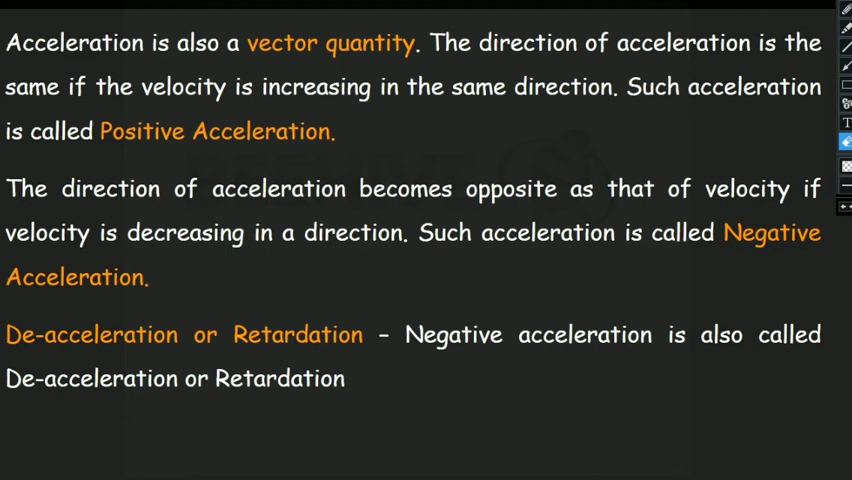 Acceleration is also a vector quantity. The direction of acceleration is the
same if the velocity is increasing in the same direction. Such acceleration
is called Positive Acceleration.
The direction of acceleration becomes opposite as that of velocity if
velocity is decreasing in a direction. Such acceleration is called Negative
Acceleration.
De-acceleration or Retardation – Negative acceleration is also called
De-acceleration or Retardation
BEEHIVE